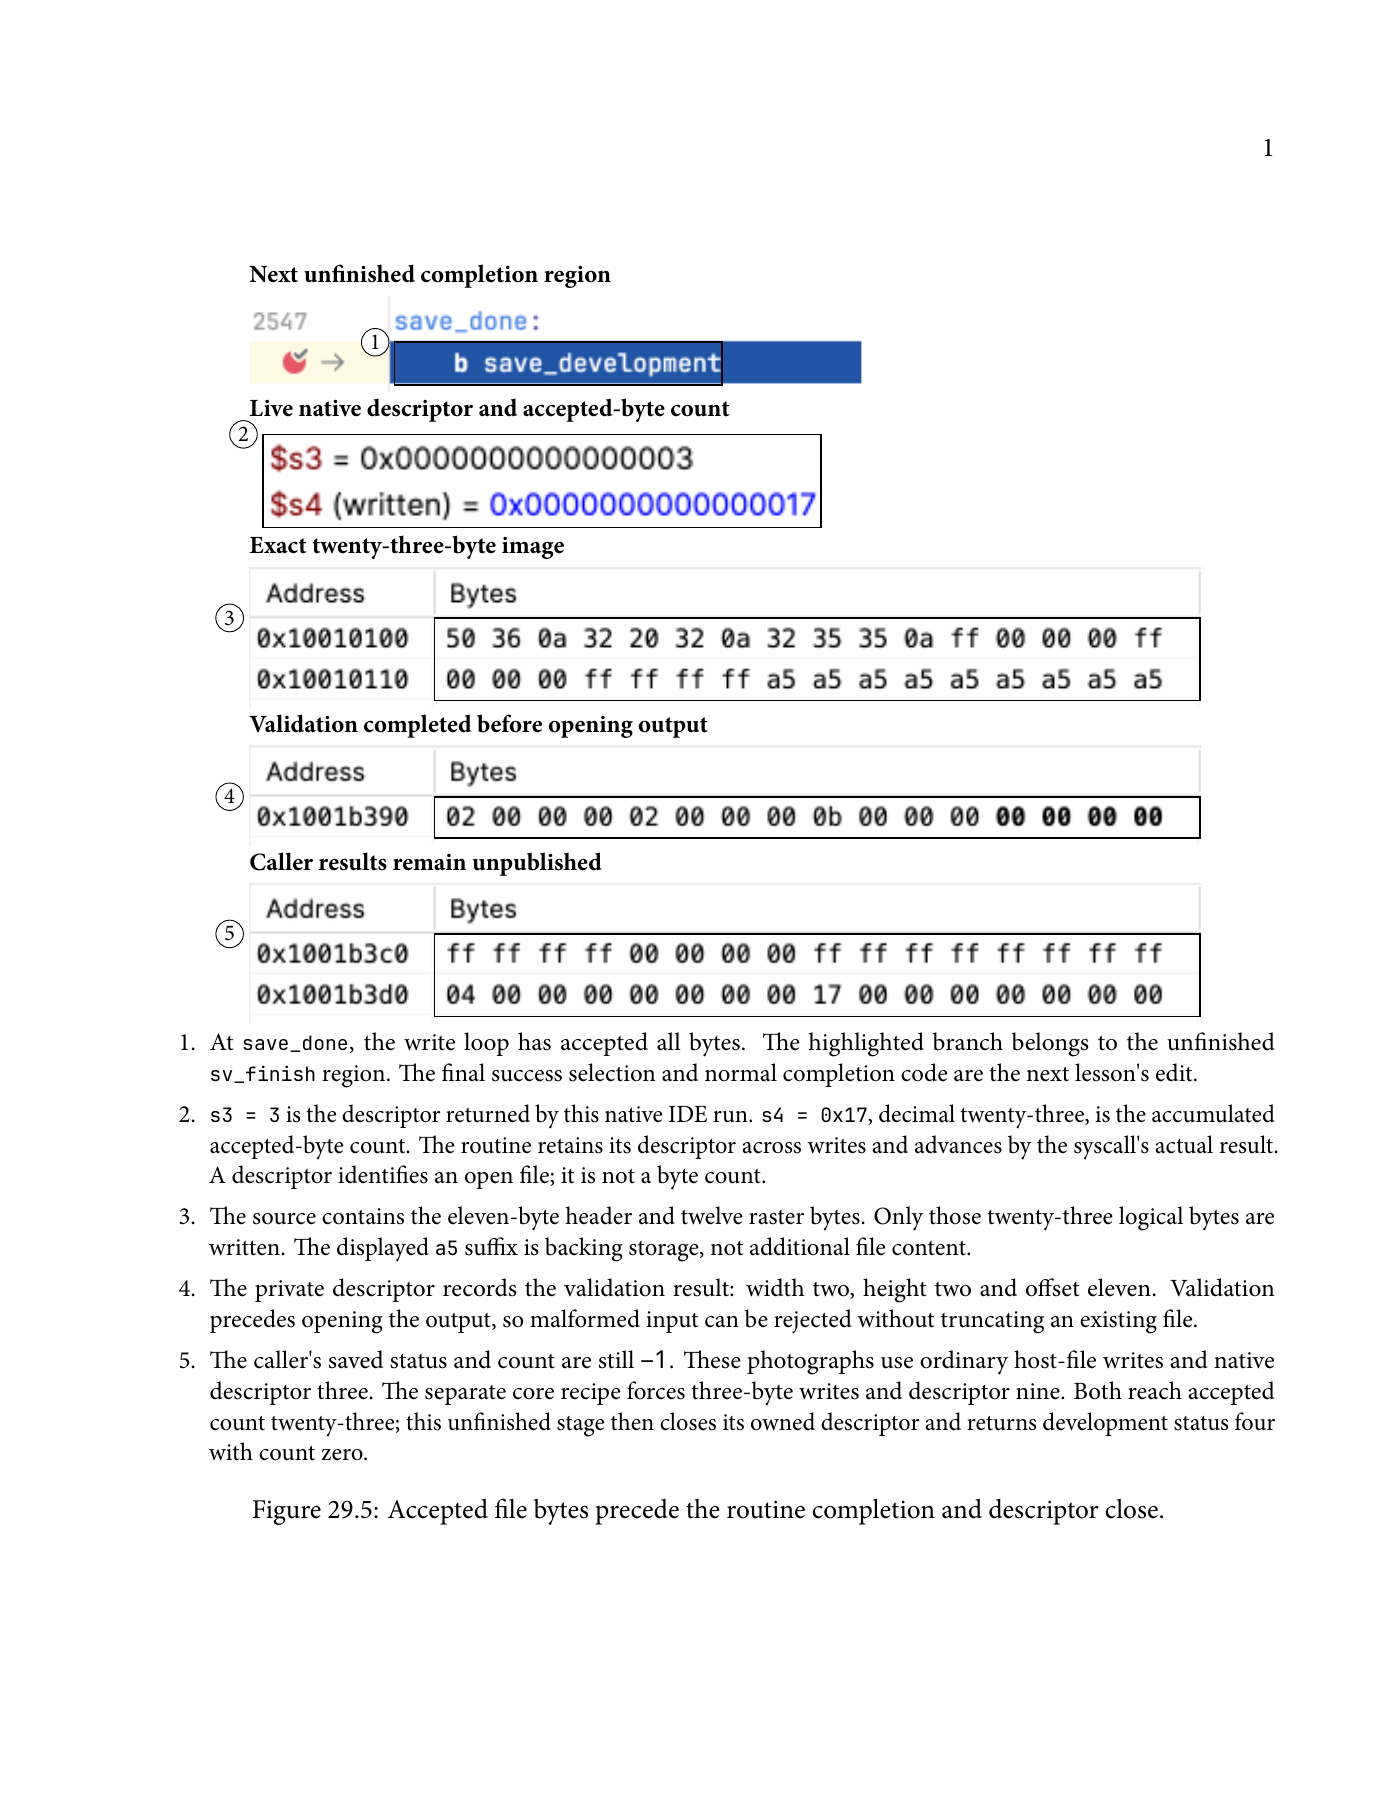 1
Next unfinished completion region
2547 save_done:
1 → b save_development
Live native descriptor and accepted-byte count
2
$s3 = 0x0000000000000003
$s4 (written) = 0x0000000000000017
Exact twenty-three-byte image
Address Bytes
3
0x10010100 50 36 0a 32 20 32 0a 32 35 35 0a ff 00 00 00 ff
0x10010110 00 00 00 ff ff ff ff a5 a5 a5 a5 a5 a5 a5 a5 a5
Validation completed before opening output
Address Bytes
4
0x1001b390 02 00 00 00 02 00 00 00 0b 00 00 00 00 00 00 00
Caller results remain unpublished
Address Bytes
5
0x1001b3c0 ff ff ff ff 00 00 00 00 ff ff ff ff ff ff ff ff
0x1001b3d0 04 00 00 00 00 00 00 00 17 00 00 00 00 00 00 00
1. At save_done, the write loop has accepted all bytes. The highlighted branch belongs to the unfinished
sv_finish region. The final success selection and normal completion code are the next lesson's edit.
2. s3 = 3 is the descriptor returned by this native IDE run. s4 = 0x17, decimal twenty-three, is the accumulated
accepted-byte count. The routine retains its descriptor across writes and advances by the syscall's actual result.
A descriptor identifies an open file; it is not a byte count.
3. The source contains the eleven-byte header and twelve raster bytes. Only those twenty-three logical bytes are
written. The displayed a5 suffix is backing storage, not additional file content.
4. The private descriptor records the validation result: width two, height two and offset eleven. Validation
precedes opening the output, so malformed input can be rejected without truncating an existing file.
5. The caller's saved status and count are still −1. These photographs use ordinary host-file writes and native
descriptor three. The separate core recipe forces three-byte writes and descriptor nine. Both reach accepted
count twenty-three; this unfinished stage then closes its owned descriptor and returns development status four
with count zero.
Figure 29.5: Accepted file bytes precede the routine completion and descriptor close.